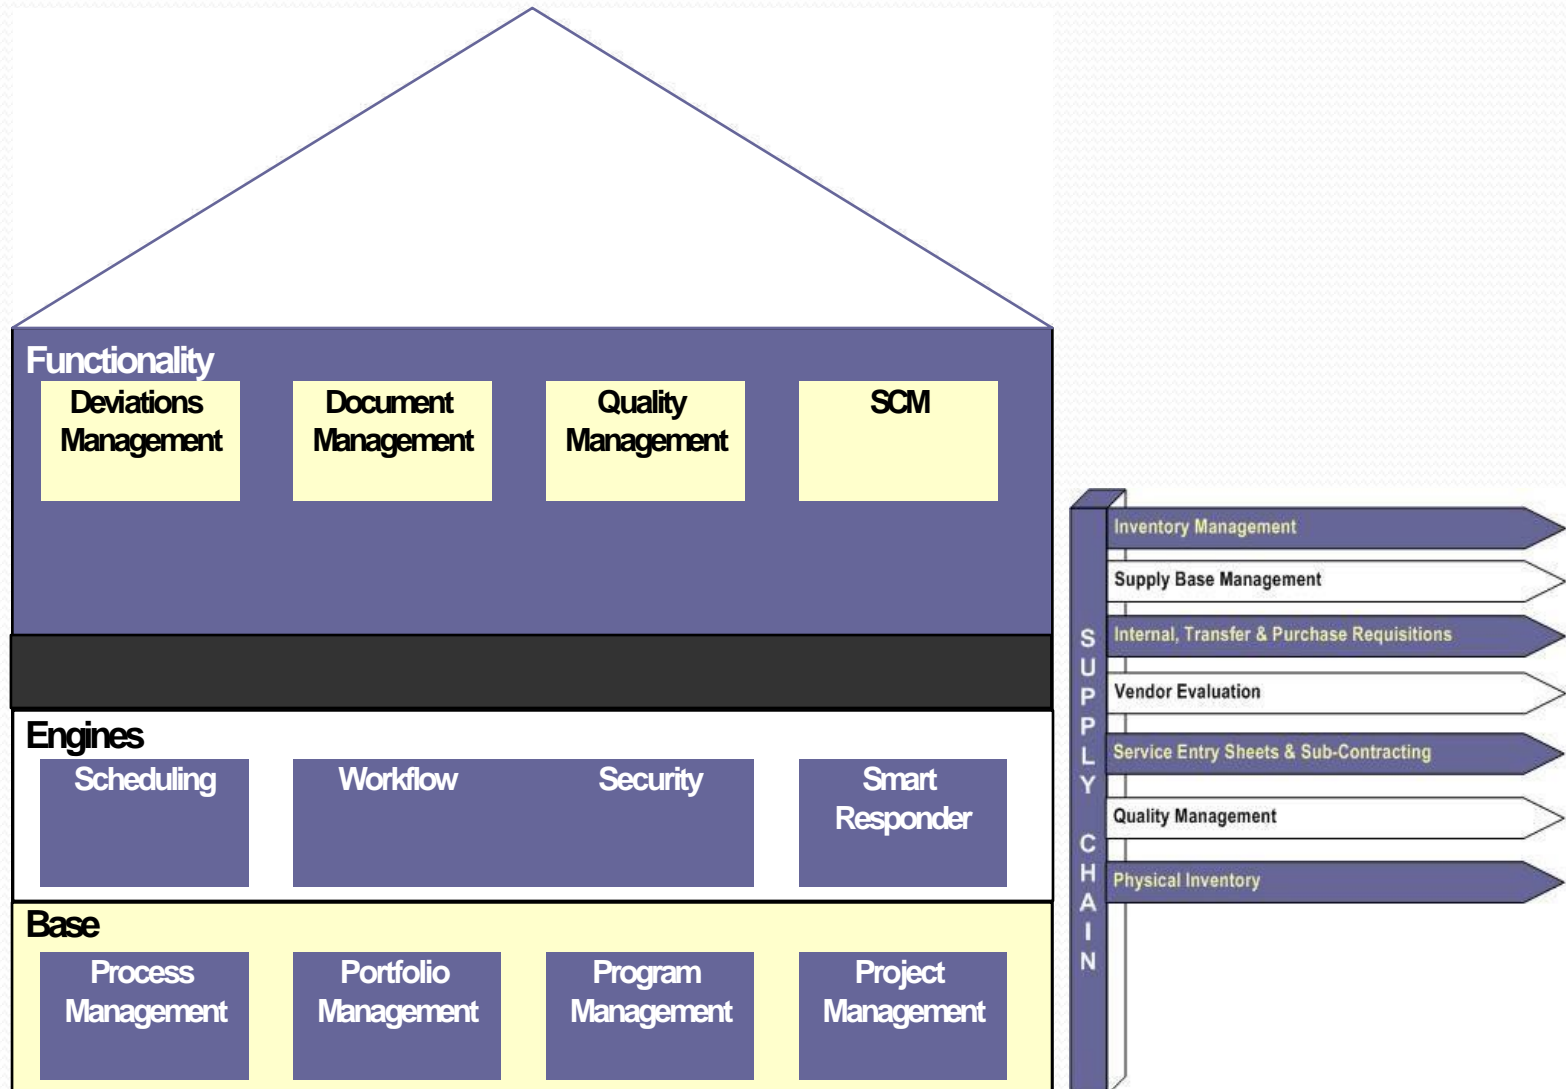 Functionality
Deviations
Management
Document
Management
Quality
Management
SCM
Engines
Scheduling
Workflow
Security
Smart
Responder
Base
Process
Management
Portfolio
Management
Program
Management
Project
Management
SUPPLY CHAIN
Inventory Management
Supply Base Management
Internal, Transfer & Purchase Requisitions
Vendor Evaluation
Service Entry Sheets & Sub-Contracting
Quality Management
Physical Inventory